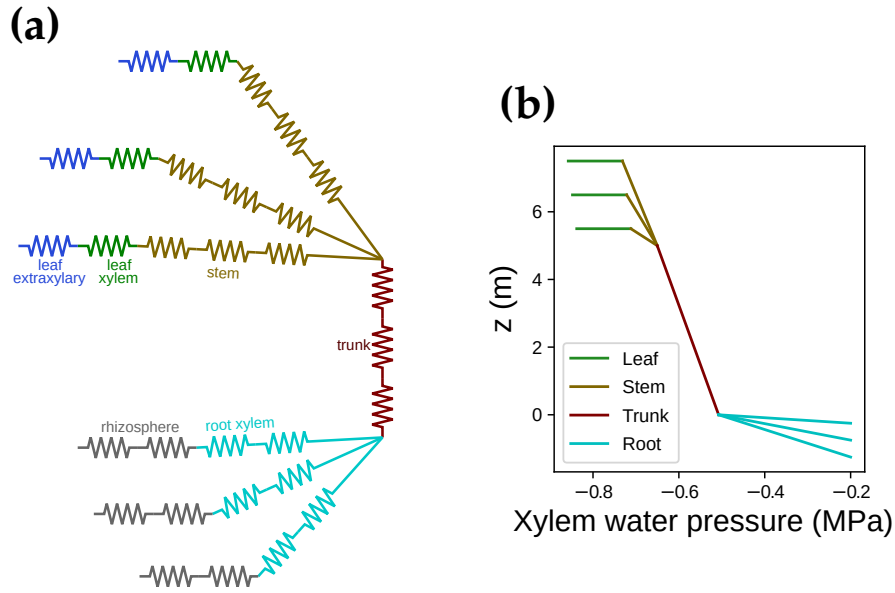 (a)
leaf
extraxylary
leaf
xylem
stem
trunk
rhizosphere
root xylem
(b)
z (m)
6
4
2
0
Leaf
Stem
Trunk
Root
−0.8
−0.6
−0.4
−0.2
Xylem water pressure (MPa)